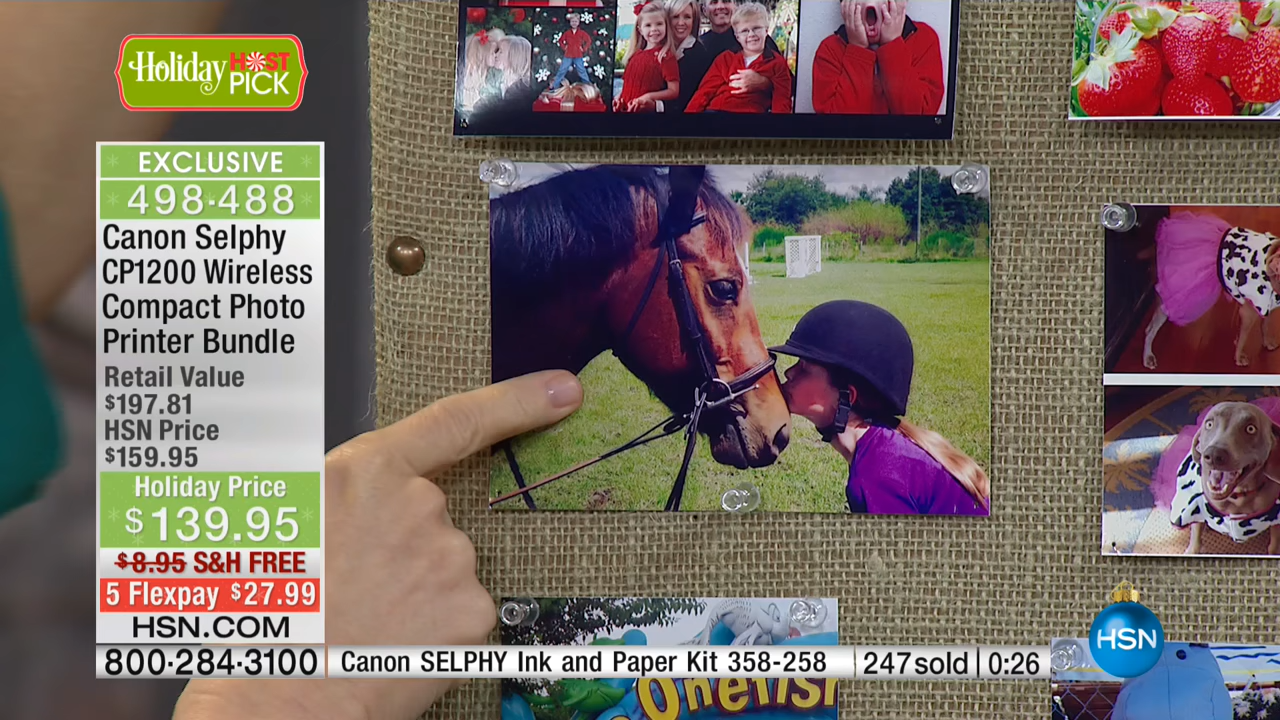 Holiday HOST
PICK
EXCLUSIVE
498·488
Canon Selphy
CP1200 Wireless
Compact Photo
Printer Bundle
Retail Value
$197.81
HSN Price
$159.95
Holiday Price
$139.95
$8.95 S&H FREE
5 Flexpay $27.99
HSN.COM
800·284·3100
Canon SELPHY Ink and Paper Kit 358-258
247 sold
0:26
HSN